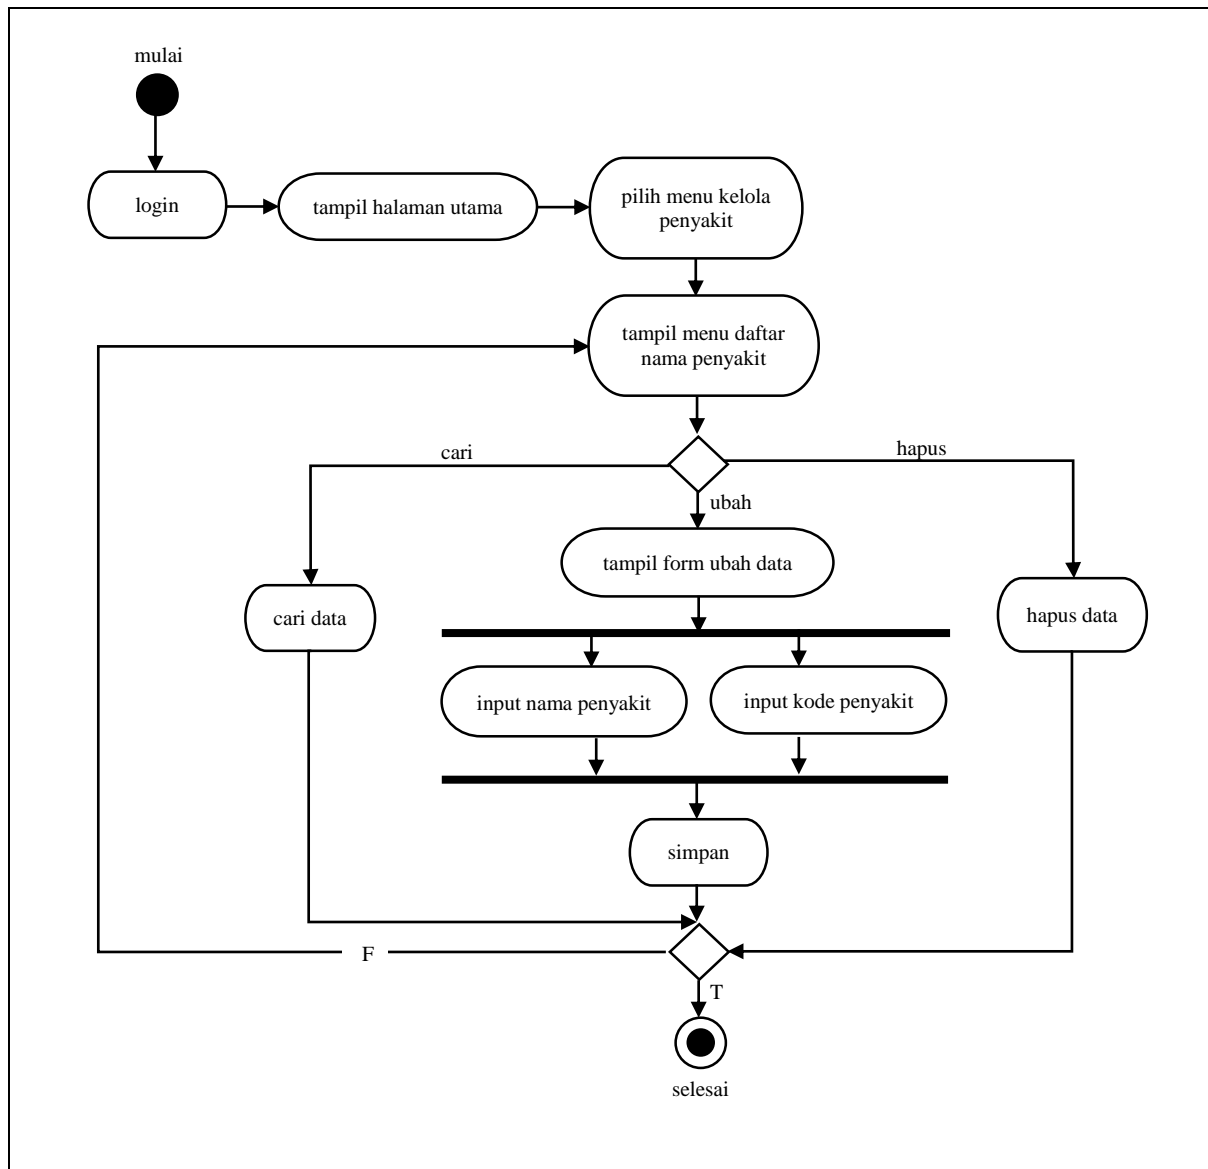 mulai
login
tampil halaman utama
pilih menu kelola
penyakit
tampil menu daftar
nama penyakit
cari
hapus
ubah
tampil form ubah data
cari data
hapus data
input nama penyakit
input kode penyakit
simpan
F
T
selesai